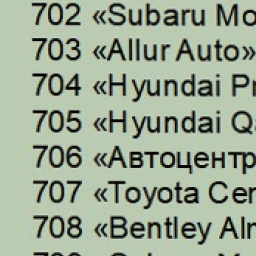 702 «Subaru Mo
703 «Allur Auto»
704 «Hyundai Pr
705 «Hyundai Qa
706 «Автоцентр
707 «Toyota Cen
708 «Bentley Alm